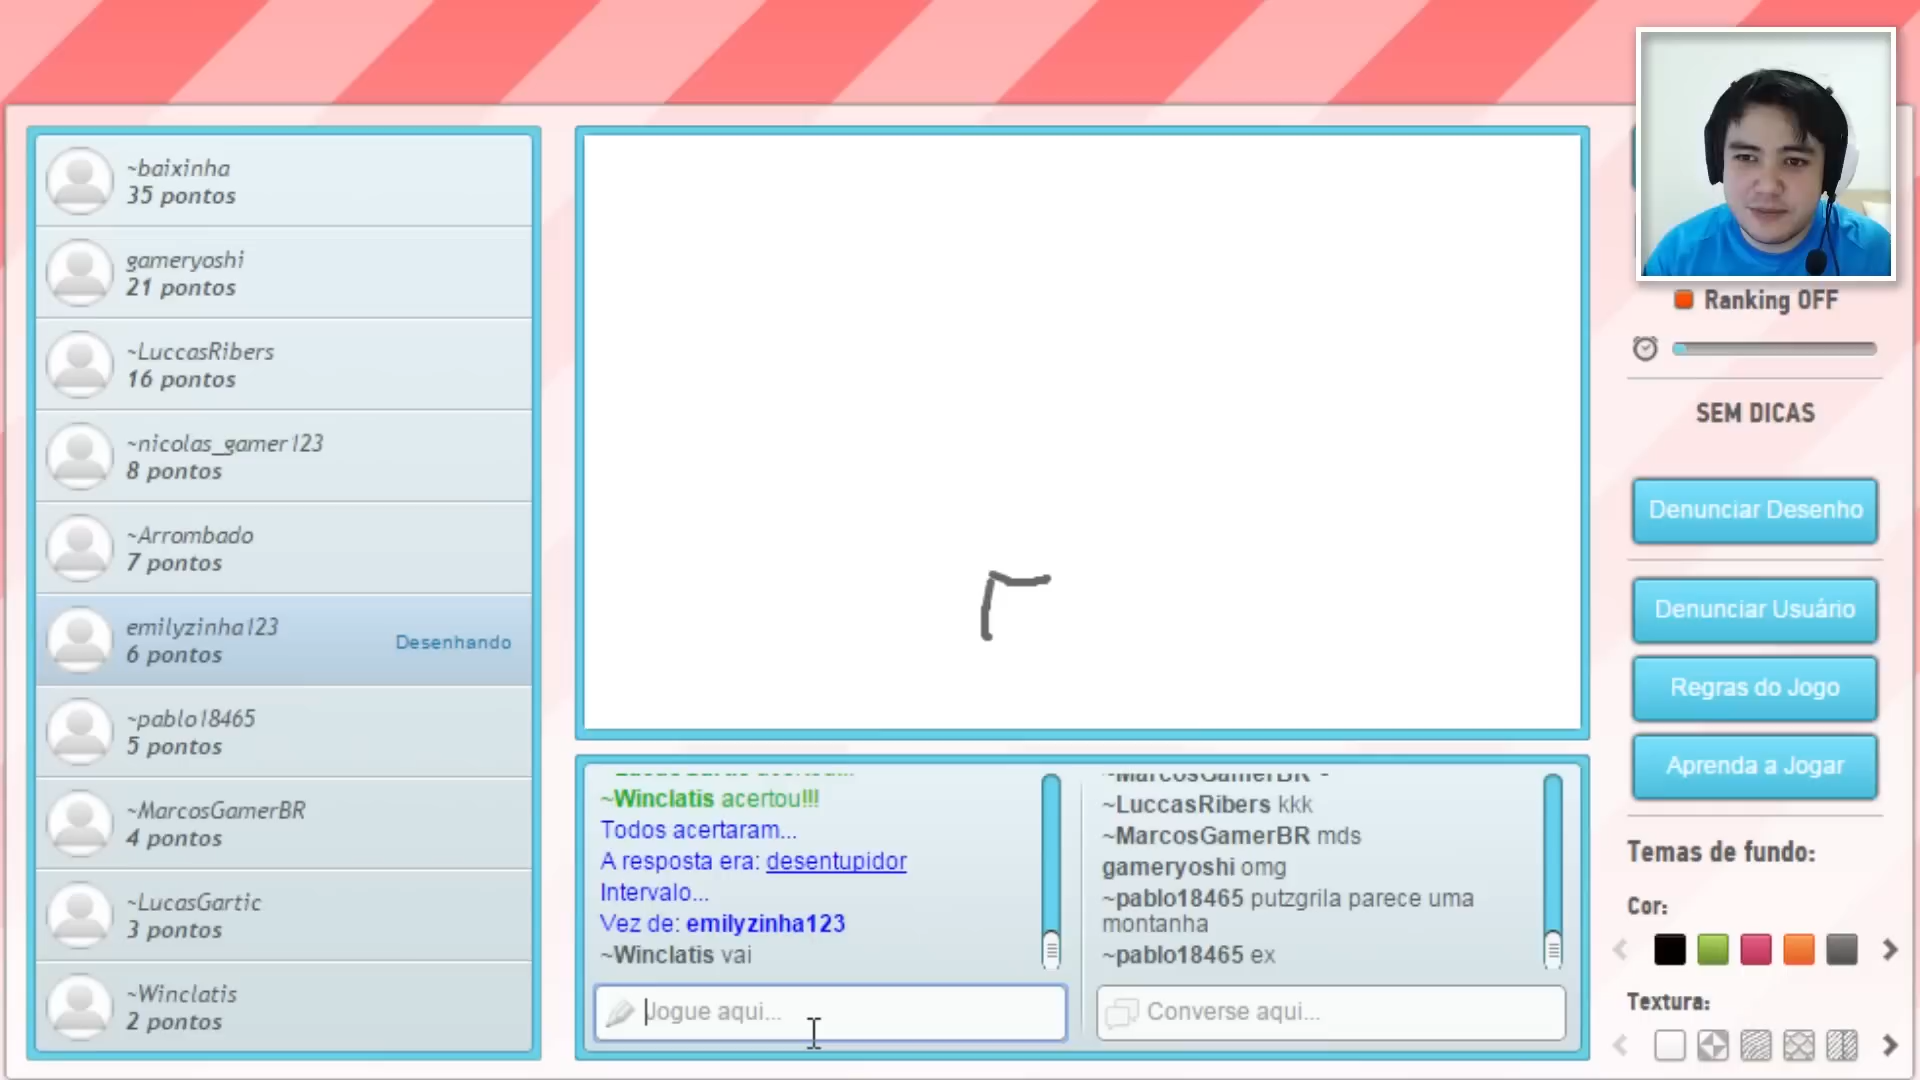 ~baixinha
35 pontos
gameryoshi
21 pontos
~LuccasRibers
16 pontos
~nicolas_gamer123
8 pontos
~Arrombado
7 pontos
emilyzinha123
6 pontos
Desenhando
~pablo18465
5 pontos
~MarcosGamerBR
4 pontos
~LucasGartic
3 pontos
~Winclatis
2 pontos
~Winclatis acertou!!!
Todos acertaram...
A resposta era: desentupidor
Intervalo...
Vez de: emilyzinha123
~Winclatis vai
Jogue aqui...
~MarcosGamerBR -
~LuccasRibers kkk
~MarcosGamerBR mds
gameryoshi omg
~pablo18465 putzgrila parece uma
montanha
~pablo18465 ex
Converse aqui...
Ranking OFF
SEM DICAS
Denunciar Desenho
Denunciar Usuário
Regras do Jogo
Aprenda a Jogar
Temas de fundo:
Cor:
Textura: